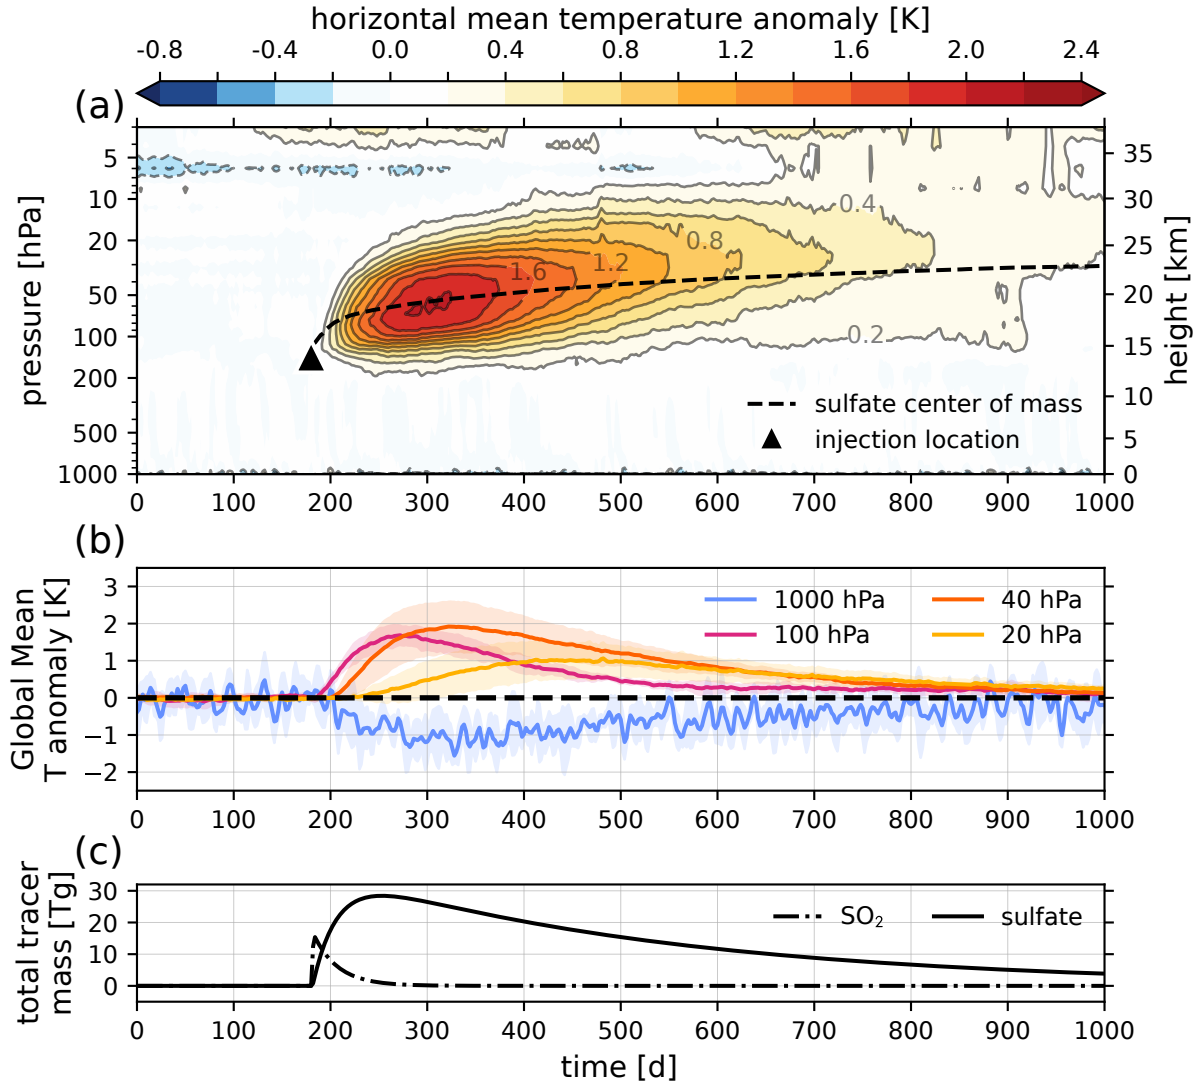 horizontal mean temperature anomaly [K]
-0.8 -0.4 0.0 0.4 0.8 1.2 1.6 2.0 2.4
(a)
pressure [hPa]
5
10
20
50
100
200
500
1000
0.4
0.8
1.2
1.6
0.2
sulfate center of mass
injection location
35
30
25
20
15
10
5
0
height [km]
0 100 200 300 400 500 600 700 800 900 1000
(b)
Global Mean
T anomaly [K]
3
2
1
0
−1
−2
1000 hPa
100 hPa
40 hPa
20 hPa
0 100 200 300 400 500 600 700 800 900 1000
(c)
total tracer
mass [Tg]
30
20
10
0
SO2
sulfate
0 100 200 300 400 500 600 700 800 900 1000
time [d]